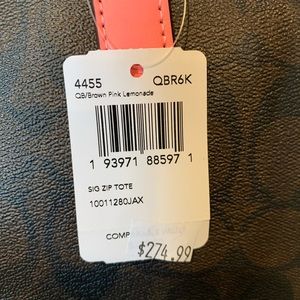 4455 QBR6K
QB/Brown Pink Lemonade
1 93971 88597 1
SIG ZIP TOTE
10011280JAX
COMP
$274.99